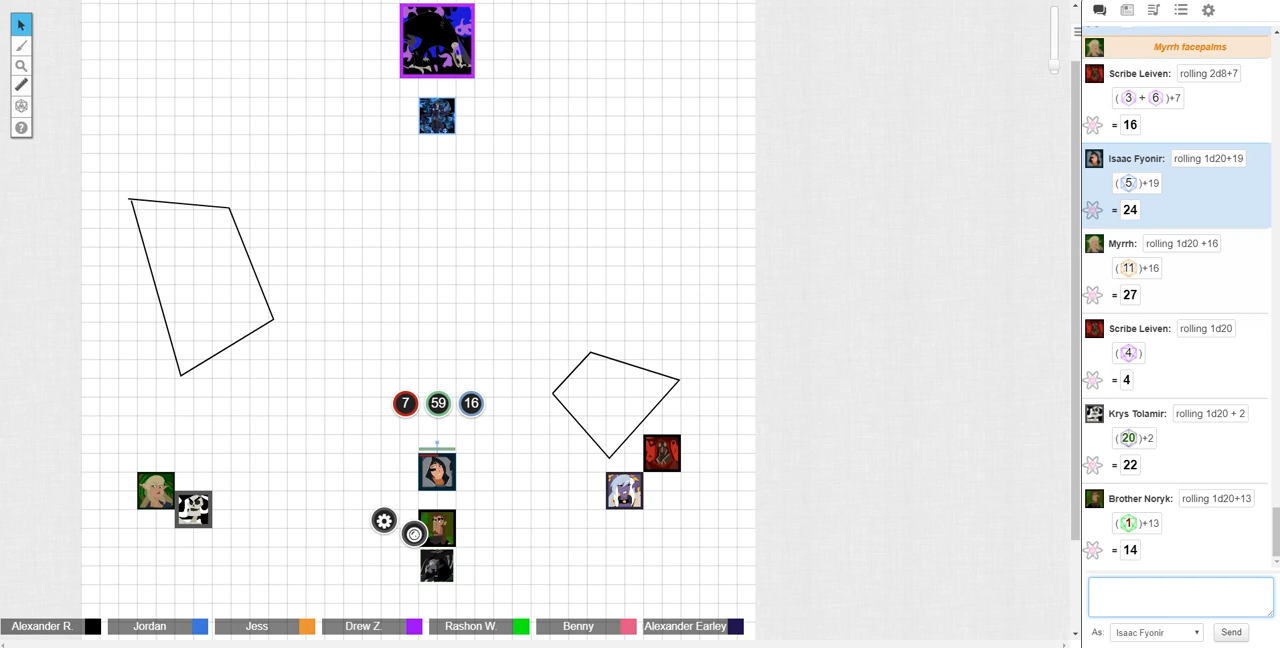 Myrrh facepalms
Scribe Leiven: rolling 2d8+7
( 3 + 6 )+7
= 16
Isaac Fyonir: rolling 1d20+19
( 5 )+19
= 24
Myrrh: rolling 1d20 +16
( 11 )+16
= 27
Scribe Leiven: rolling 1d20
( 4 )
= 4
Krys Tolamir: rolling 1d20 + 2
( 20 )+2
= 22
Brother Noryk: rolling 1d20+13
( 1 )+13
= 14
7 59 16
?
Alexander R. Jordan Jess Drew Z. Rashon W. Benny Alexander Earley
As: Isaac Fyonir Send